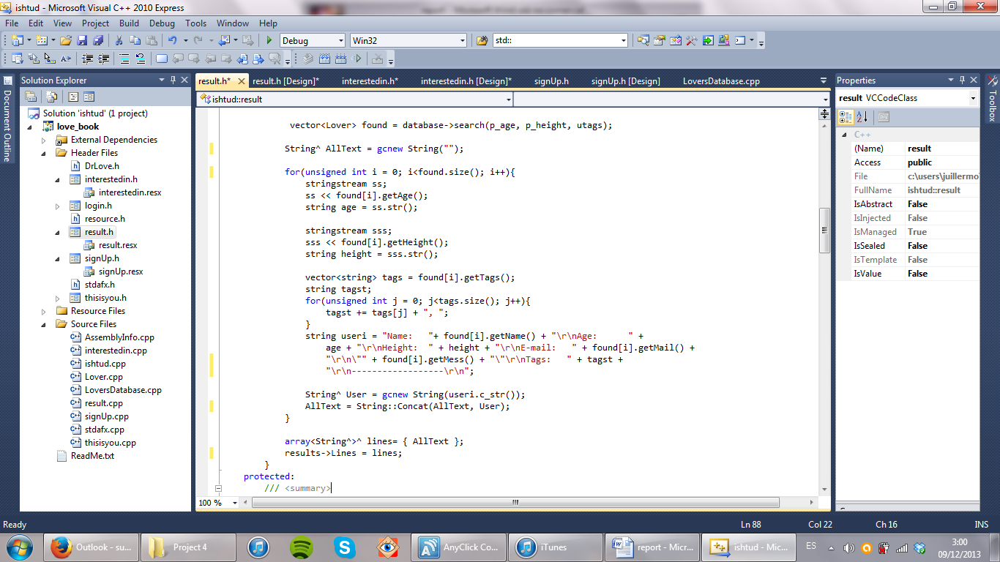 ishtud - Microsoft Visual C++ 2010 Express
File Edit View Project Build Debug Tools Window Help
Debug Win32 std::
Solution Explorer
result.h* result.h [Design]* interestedin.h* interestedin.h [Design]* signUp.h signUp.h [Design] LoversDatabase.cpp
Properties
Document Outline
Toolbox
ishtud::result
result VCCodeClass
Solution 'ishtud' (1 project)
love_book
External Dependencies
Header Files
DrLove.h
interestedin.h
interestedin.resx
login.h
resource.h
result.h
result.resx
signUp.h
signUp.resx
stdafx.h
thisisyou.h
Resource Files
Source Files
AssemblyInfo.cpp
interestedin.cpp
ishtud.cpp
Lover.cpp
LoversDatabase.cpp
result.cpp
signUp.cpp
stdafx.cpp
thisisyou.cpp
ReadMe.txt
vector<Lover> found = database->search(p_age, p_height, utags);
String^ AllText = gcnew String("");
for(unsigned int i = 0; i<found.size(); i++){
stringstream ss;
ss << found[i].getAge();
string age = ss.str();
stringstream sss;
sss << found[i].getHeight();
string height = sss.str();
vector<string> tags = found[i].getTags();
string tagst;
for(unsigned int j = 0; j<tags.size(); j++){
tagst += tags[j] + ", ";
}
string useri = "Name:   "+ found[i].getName() + "\r\nAge:      " +
age + "\r\nHeight:  " + height + "\r\nE-mail:   " + found[i].getMail() +
"\r\n\"" + found[i].getMess() + "\"\r\nTags:   " + tagst +
"\r\n------------------\r\n";
String^ User = gcnew String(useri.c_str());
AllText = String::Concat(AllText, User);
}
array<String^>^ lines= { AllText };
results->Lines = lines;
}
protected:
/// <summary>
100 %
C++
(Name) result
Access public
File c:\users\juillermo
FullName ishtud::result
IsAbstract False
IsInjected False
IsManaged True
IsSealed False
IsTemplate False
IsValue False
Ready Ln 88 Col 22 Ch 16 INS
Outlook - su... Project 4 AnyClick Co... iTunes report - Micr... ishtud - Mic... ES 3:00
09/12/2013